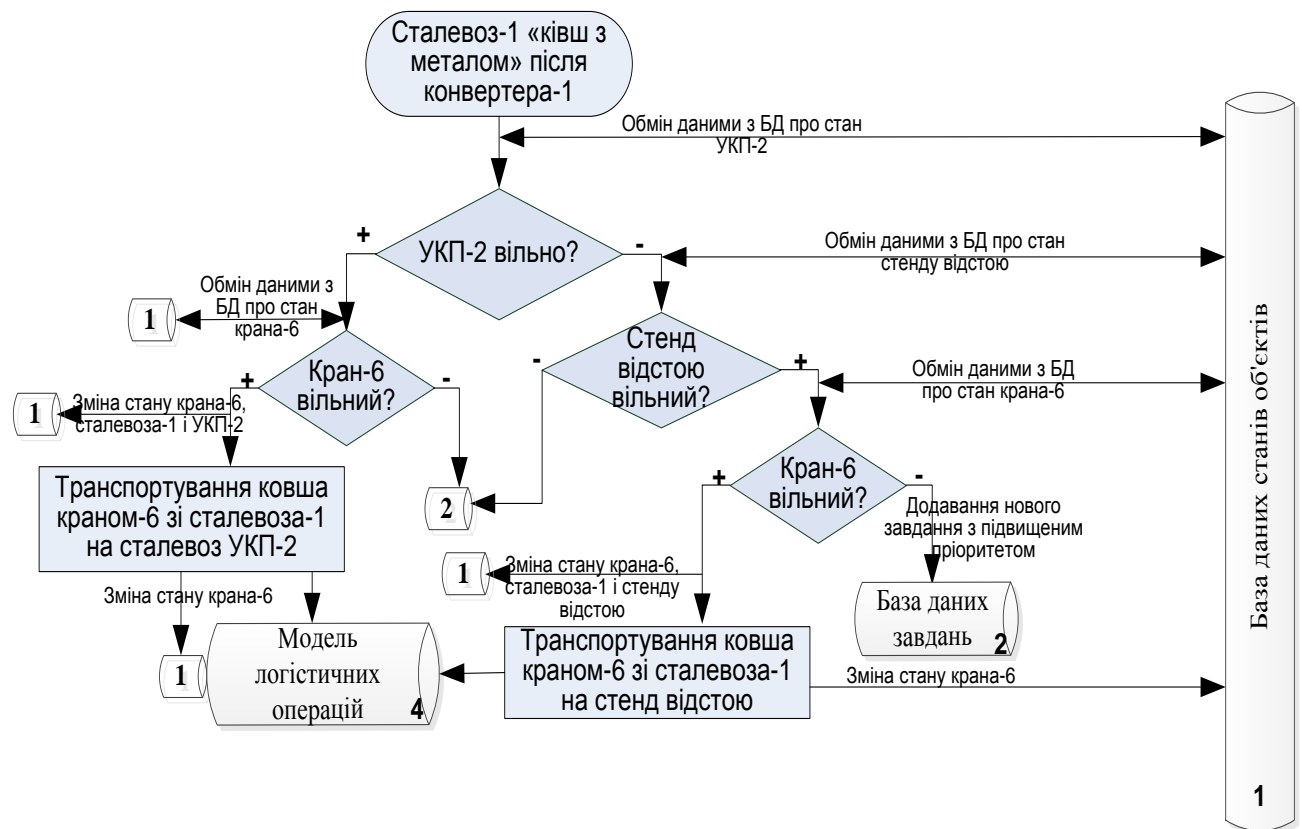 Сталевоз-1 «ківш з
металом» після
конвертера-1
Обмін даними з БД про стан
УКП-2
+
УКП-2 вільно?
-
Обмін даними з БД про стан
стенду відстою
Обмін даними з
БД про стан
крана-6
1
Стенд
відстою
вільний?
-
+
Кран-6
вільний?
+
-
Обмін даними з БД
про стан крана-6
1
Зміна стану крана-6,
сталевоза-1 і УКП-2
Транспортування ковша
краном-6 зі сталевоза-1
на сталевоз УКП-2
2
+
Кран-6
вільний?
-
Додавання нового
завдання з підвищеним
пріоритетом
1
Зміна стану крана-6,
сталевоза-1 і стенду
відстою
База даних
завдань
2
Зміна стану крана-6
1
Модель
логістичних
операцій
4
Транспортування ковша
краном-6 зі сталевоза-1
на стенд відстою
Зміна стану крана-6
База даних станів об'єктів
1